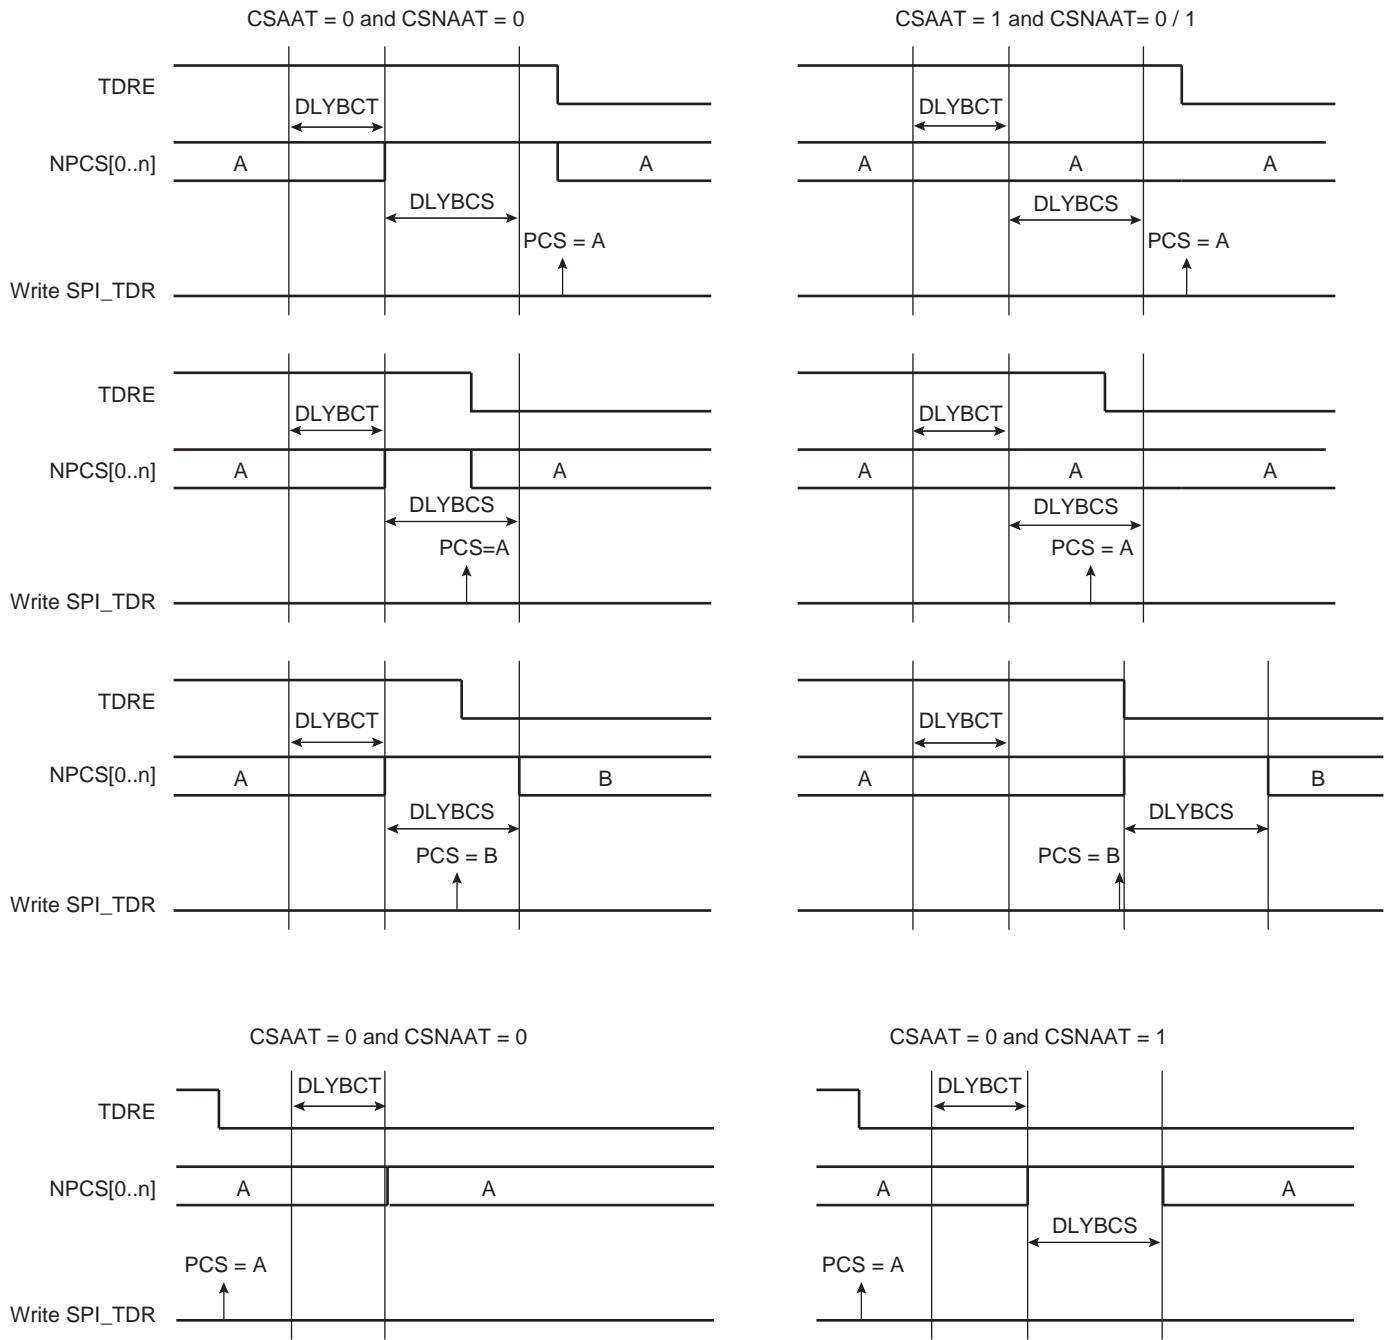 CSAAT = 0 and CSNAAT = 0
CSAAT = 1 and CSNAAT= 0 / 1
TDRE
DLYBCT
DLYBCT
NPCS[0..n]
A
A
A
A
A
DLYBCS
DLYBCS
PCS = A
PCS = A
Write SPI_TDR
TDRE
DLYBCT
DLYBCT
NPCS[0..n]
A
A
A
A
A
DLYBCS
DLYBCS
PCS=A
PCS = A
Write SPI_TDR
TDRE
DLYBCT
DLYBCT
NPCS[0..n]
A
B
A
B
DLYBCS
DLYBCS
PCS = B
PCS = B
Write SPI_TDR
CSAAT = 0 and CSNAAT = 0
CSAAT = 0 and CSNAAT = 1
DLYBCT
DLYBCT
TDRE
NPCS[0..n]
A
A
A
A
DLYBCS
PCS = A
PCS = A
Write SPI_TDR